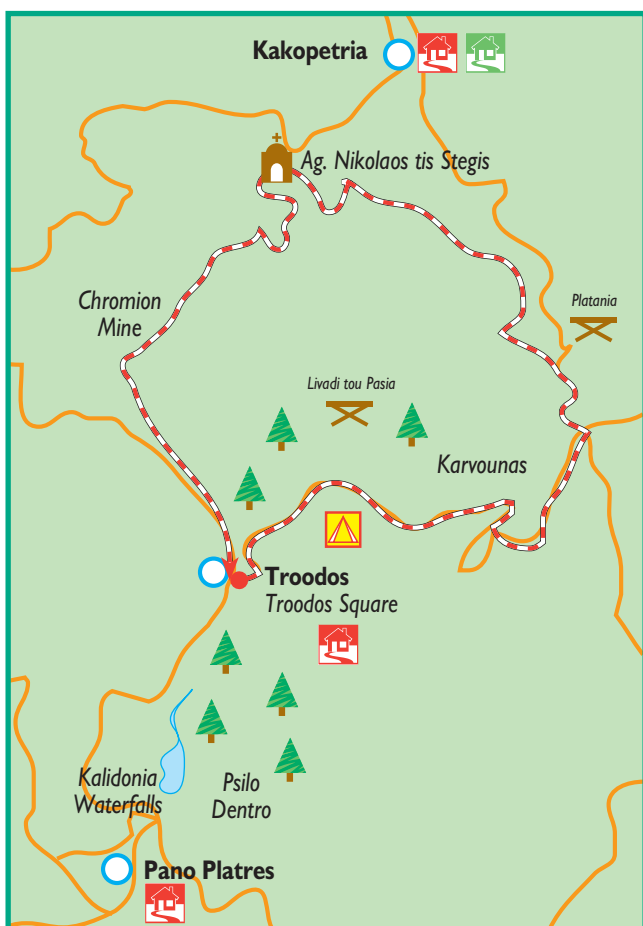 Kakopetria
Ag. Nikolaos tis Stegis
Chromion
Mine
Platania
Livadi tou Pasia
Karvounas
Troodos
Troodos Square
Kalidonia
Waterfalls
Psilo
Dentro
Pano Platres